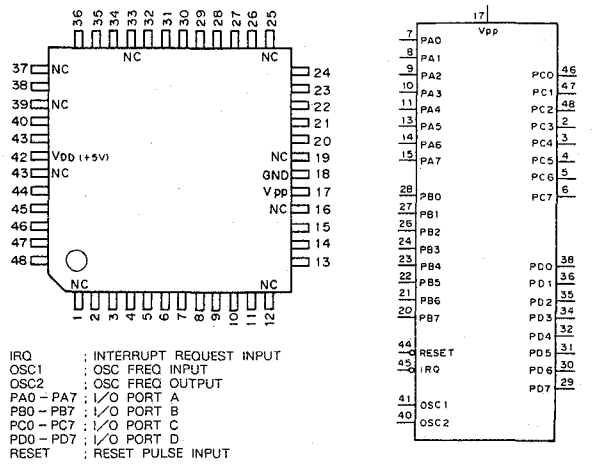 36 35 34 33 32 31 30 29 28 27 26 25
NC NC
37 NC
38
39 NC
40
43
42 VDD (+5V)
43 NC
44
45
46
47
48
24
23
22
21
20
NC 19
GND 18
Vpp 17
NC 16
15
14
13
NC NC
1 2 3 4 5 6 7 8 9 10 11 12
IRQ ; INTERRUPT REQUEST INPUT
OSC1 ; OSC FREQ INPUT
OSC2 ; OSC FREQ OUTPUT
PA0 - PA7 ; I/O PORT A
PB0 - PB7 ; I/O PORT B
PC0 - PC7 ; I/O PORT C
PD0 - PD7 ; I/O PORT D
RESET ; RESET PULSE INPUT
17
Vpp
7 PA0
8 PA1
9 PA2
10 PA3
11 PA4
13 PA5
14 PA6
15 PA7
28 PB0
27 PB1
26 PB2
24 PB3
23 PB4
22 PB5
21 PB6
20 PB7
44 RESET
45 IRQ
41 OSC1
40 OSC2
PC0 46
PC1 47
PC2 48
PC3 2
PC4 3
PC5 4
PC6 5
PC7 6
PD0 38
PD1 36
PD2 35
PD3 34
PD4 32
PD5 31
PD6 30
PD7 29